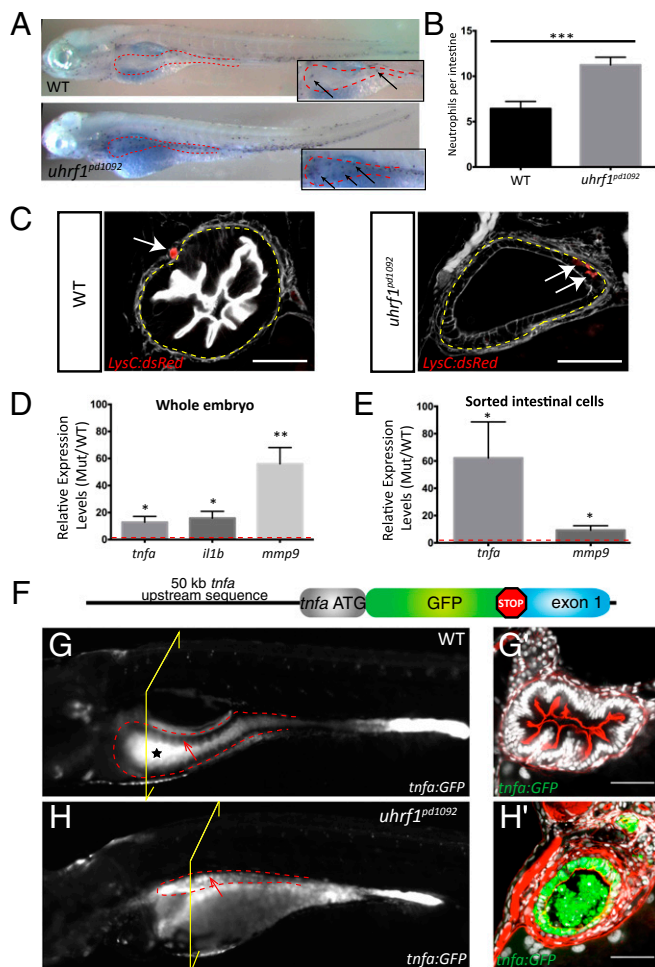 A
WT
uhrf1pd1092
B
***
Neutrophils per intestine
15
10
5
0
WT
uhrf1pd1092
C
WT
LysC:dsRed
uhrf1pd1092
LysC:dsRed
D
Whole embryo
Relative Expression
Levels (Mut/WT)
100
80
60
40
20
0
*
*
**
tnfa
il1b
mmp9
E
Sorted intestinal cells
Relative Expression
Levels (Mut/WT)
100
80
60
40
20
0
*
*
tnfa
mmp9
F
50 kb tnfa
upstream sequence
tnfa ATG
GFP
STOP
exon 1
G
WT
tnfa:GFP
G'
tnfa:GFP
H
uhrf1pd1092
tnfa:GFP
H'
tnfa:GFP